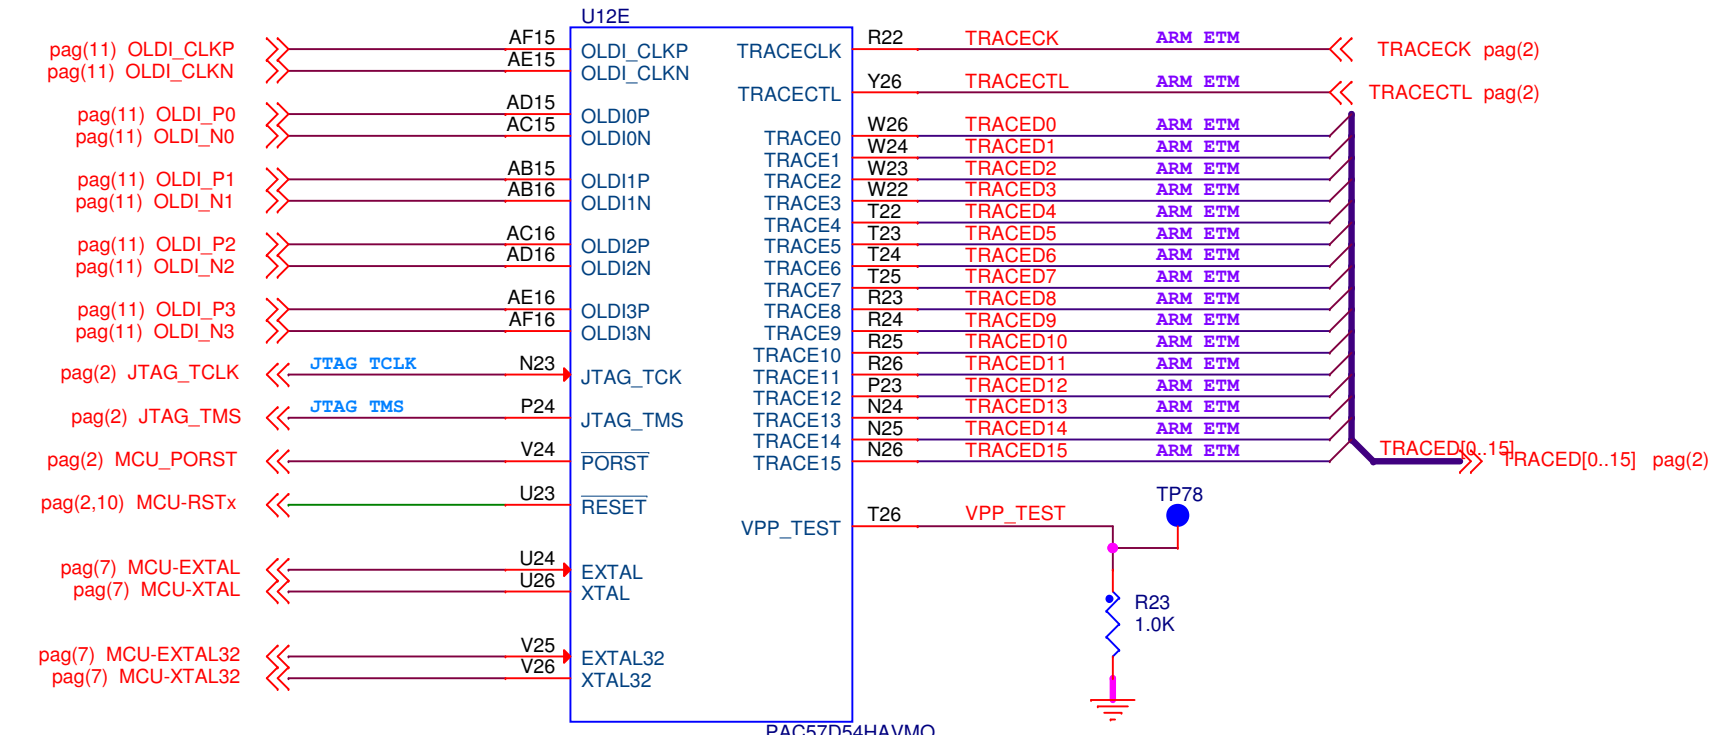 U12E
pag(11) OLDI_CLKP AF15 OLDI_CLKP
pag(11) OLDI_CLKN AE15 OLDI_CLKN
pag(11) OLDI_P0 AD15 OLDI0P
pag(11) OLDI_N0 AC15 OLDI0N
pag(11) OLDI_P1 AB15 OLDI1P
pag(11) OLDI_N1 AB16 OLDI1N
pag(11) OLDI_P2 AC16 OLDI2P
pag(11) OLDI_N2 AD16 OLDI2N
pag(11) OLDI_P3 AE16 OLDI3P
pag(11) OLDI_N3 AF16 OLDI3N
pag(2) JTAG_TCLK JTAG TCLK N23 JTAG_TCK
pag(2) JTAG_TMS JTAG TMS P24 JTAG_TMS
pag(2) MCU_PORST V24 PORST
pag(2,10) MCU-RSTx U23 RESET
pag(7) MCU-EXTAL U24 EXTAL
pag(7) MCU-XTAL U26 XTAL
pag(7) MCU-EXTAL32 V25 EXTAL32
pag(7) MCU-XTAL32 V26 XTAL32
TRACECLK R22 TRACECK ARM ETM TRACECK pag(2)
TRACECTL Y26 TRACECTL ARM ETM TRACECTL pag(2)
TRACE0 W26 TRACED0 ARM ETM
TRACE1 W24 TRACED1 ARM ETM
TRACE2 W23 TRACED2 ARM ETM
TRACE3 W22 TRACED3 ARM ETM
TRACE4 T22 TRACED4 ARM ETM
TRACE5 T23 TRACED5 ARM ETM
TRACE6 T24 TRACED6 ARM ETM
TRACE7 T25 TRACED7 ARM ETM
TRACE8 R23 TRACED8 ARM ETM
TRACE9 R24 TRACED9 ARM ETM
TRACE10 R25 TRACED10 ARM ETM
TRACE11 R26 TRACED11 ARM ETM
TRACE12 P23 TRACED12 ARM ETM
TRACE13 N24 TRACED13 ARM ETM
TRACE14 N25 TRACED14 ARM ETM
TRACE15 N26 TRACED15 ARM ETM
TRACED[0..15] TRACED[0..15] pag(2)
VPP_TEST T26 VPP_TEST
TP78
R23
1.0K
PAC57D54HAVMO